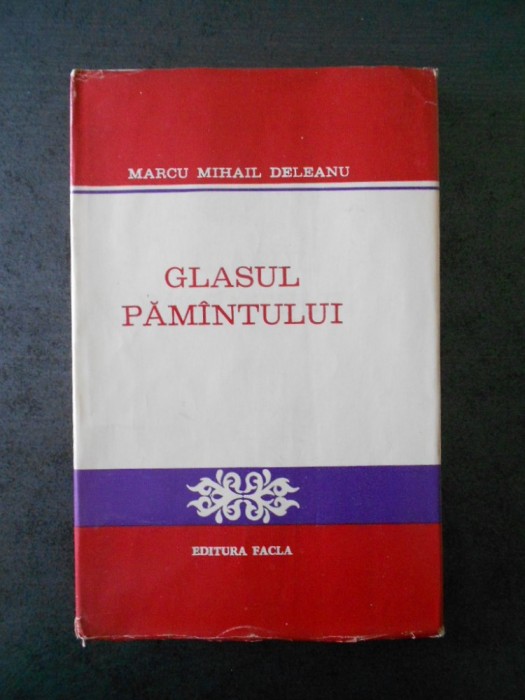 MARCU MIHAIL DELEANU
GLASUL
PĂMÎNTULUI
EDITURA FACLA